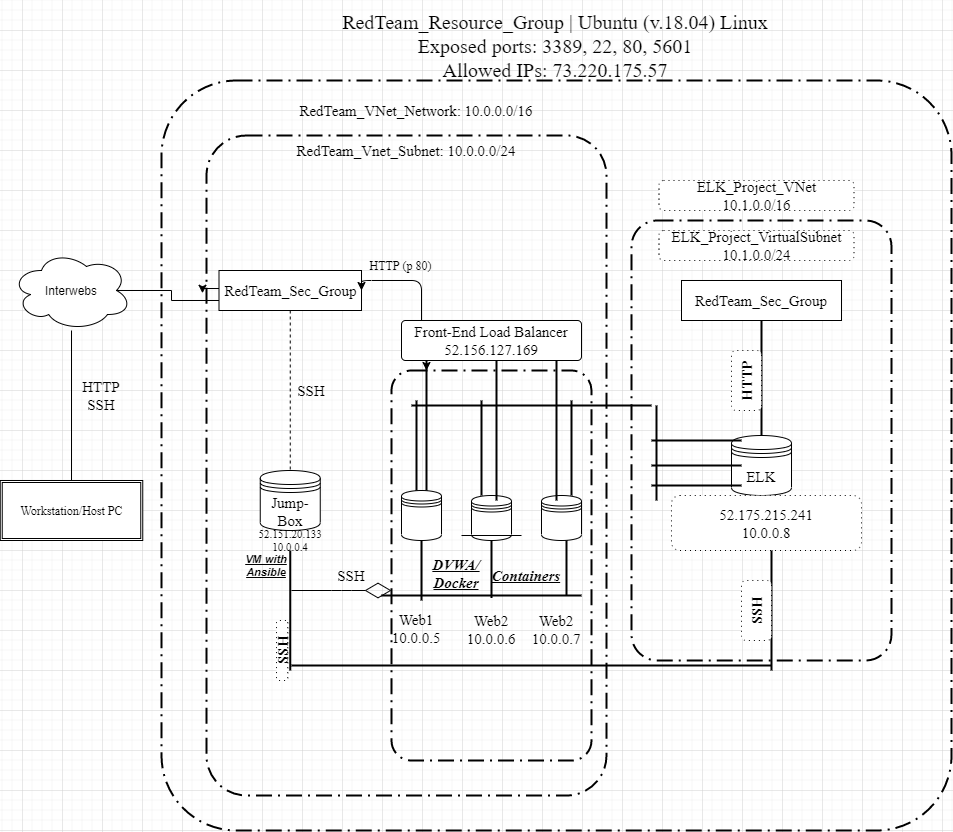 RedTeam_Resource_Group | Ubuntu (v.18.04) Linux
Exposed ports: 3389, 22, 80, 5601
Allowed IPs: 73.220.175.57
RedTeam_VNet_Network: 10.0.0.0/16
RedTeam_Vnet_Subnet: 10.0.0.0/24
ELK_Project_VNet
10.1.0.0/16
ELK_Project_VirtualSubnet
10.1.0.0/24
Interwebs
RedTeam_Sec_Group
HTTP (p 80)
RedTeam_Sec_Group
Front-End Load Balancer
52.156.127.169
HTTP
SSH
SSH
HTTP
ELK
Jump-
Box
52.151.20.133
10.0.0.4
Workstation/Host PC
52.175.215.241
10.0.0.8
VM with
Ansible
SSH
DVWA/
Docker
Containers
SSH
Web1
10.0.0.5
Web2
10.0.0.6
Web2
10.0.0.7
SSH